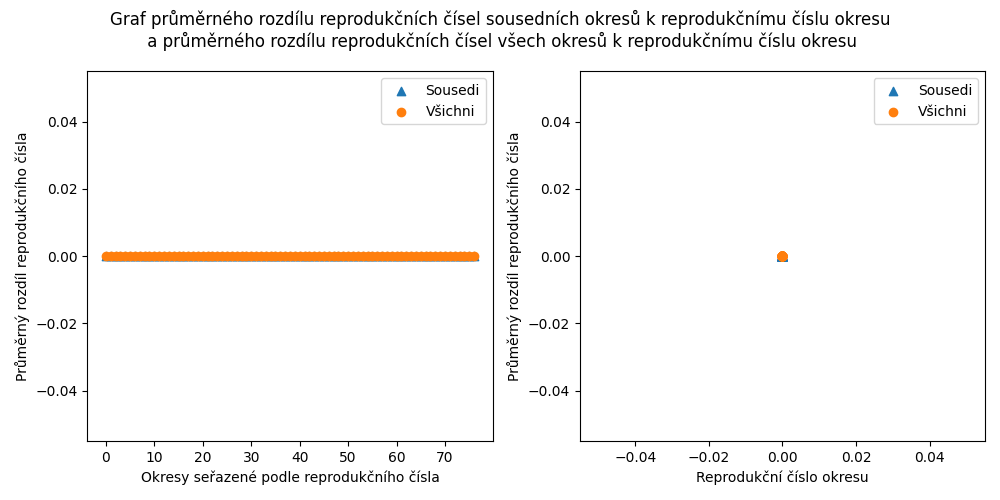 Graf průměrného rozdílu reprodukčních čísel sousedních okresů k reprodukčnímu číslu okresu
a průměrného rozdílu reprodukčních čísel všech okresů k reprodukčnímu číslu okresu
Sousedi
Všichni
0.04
0.02
0.00
−0.02
−0.04
Průměrný rozdíl reprodukčního čísla
0 10 20 30 40 50 60 70
Okresy seřazené podle reprodukčního čísla
Sousedi
Všichni
0.04
0.02
0.00
−0.02
−0.04
Průměrný rozdíl reprodukčního čísla
−0.04 −0.02 0.00 0.02 0.04
Reprodukční číslo okresu